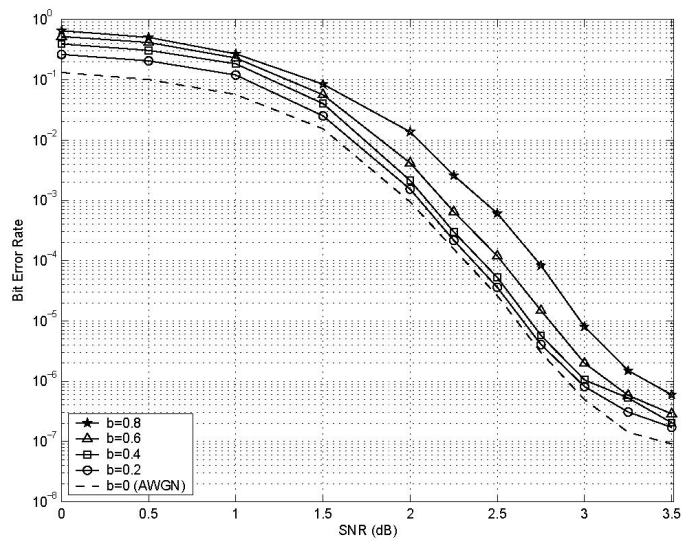 10^0
10^-1
10^-2
10^-3
10^-4
10^-5
10^-6
10^-7
10^-8
Bit Error Rate
b=0.8
b=0.6
b=0.4
b=0.2
b=0 (AWGN)
0 0.5 1 1.5 2 2.5 3 3.5
SNR (dB)